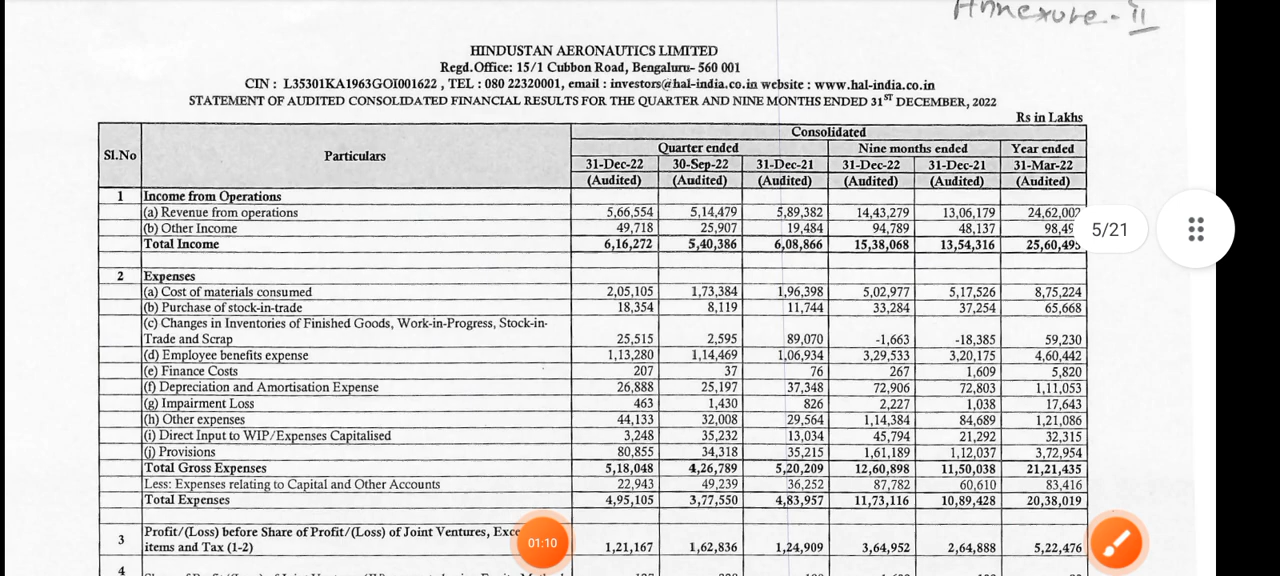 Annexure-II
HINDUSTAN AERONAUTICS LIMITED
Regd.Office: 15/1 Cubbon Road, Bengaluru- 560 001
CIN : L35301KA1963GOI001622 , TEL : 080 22320001, email : investors@hal-india.co.in website : www.hal-india.co.in
STATEMENT OF AUDITED CONSOLIDATED FINANCIAL RESULTS FOR THE QUARTER AND NINE MONTHS ENDED 31ST DECEMBER, 2022
Rs in Lakhs
Consolidated
Sl.No Particulars Quarter ended Nine months ended Year ended
31-Dec-22 30-Sep-22 31-Dec-21 31-Dec-22 31-Dec-21 31-Mar-22
(Audited) (Audited) (Audited) (Audited) (Audited) (Audited)
1 Income from Operations
(a) Revenue from operations 5,66,554 5,14,479 5,89,382 14,43,279 13,06,179 24,62,002
5/21
(b) Other Income 49,718 25,907 19,484 94,789 48,137 98,49
Total Income 6,16,272 5,40,386 6,08,866 15,38,068 13,54,316 25,60,495
2 Expenses
(a) Cost of materials consumed 2,05,105 1,73,384 1,96,398 5,02,977 5,17,526 8,75,224
(b) Purchase of stock-in-trade 18,354 8,119 11,744 33,284 37,254 65,668
(c) Changes in Inventories of Finished Goods, Work-in-Progress, Stock-in-
Trade and Scrap 25,515 2,595 89,070 -1,663 -18,385 59,230
(d) Employee benefits expense 1,13,280 1,14,469 1,06,934 3,29,533 3,20,175 4,60,442
(e) Finance Costs 207 37 76 267 1,609 5,820
(f) Depreciation and Amortisation Expense 26,888 25,197 37,348 72,906 72,803 1,11,053
(g) Impairment Loss 463 1,430 826 2,227 1,038 17,643
(h) Other expenses 44,133 32,008 29,564 1,14,384 84,689 1,21,086
(i) Direct Input to WIP/Expenses Capitalised 3,248 35,232 13,034 45,794 21,292 32,315
(j) Provisions 80,855 34,318 35,215 1,61,189 1,12,037 3,72,954
Total Gross Expenses 5,18,048 4,26,789 5,20,209 12,60,898 11,50,038 21,21,435
Less: Expenses relating to Capital and Other Accounts 22,943 49,239 36,252 87,782 60,610 83,416
Total Expenses 4,95,105 3,77,550 4,83,957 11,73,116 10,89,428 20,38,019
3 Profit/(Loss) before Share of Profit/(Loss) of Joint Ventures, Exce
items and Tax (1-2) 1,21,167 1,62,836 1,24,909 3,64,952 2,64,888 5,22,476
01:10
4